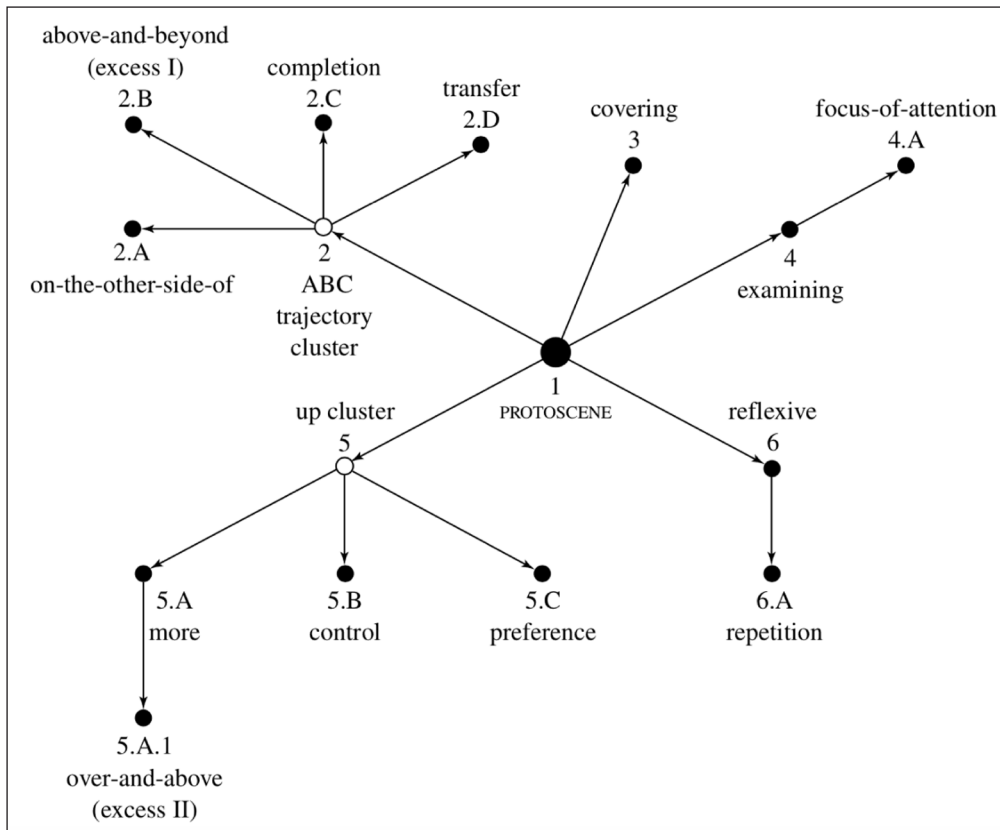 above-and-beyond
(excess I)
2.B
completion
2.C
transfer
2.D
covering
3
focus-of-attention
4.A
2.A
on-the-other-side-of
2
ABC
trajectory
cluster
4
examining
1
PROTOSCENE
up cluster
5
reflexive
6
5.A
more
5.B
control
5.C
preference
6.A
repetition
5.A.1
over-and-above
(excess II)